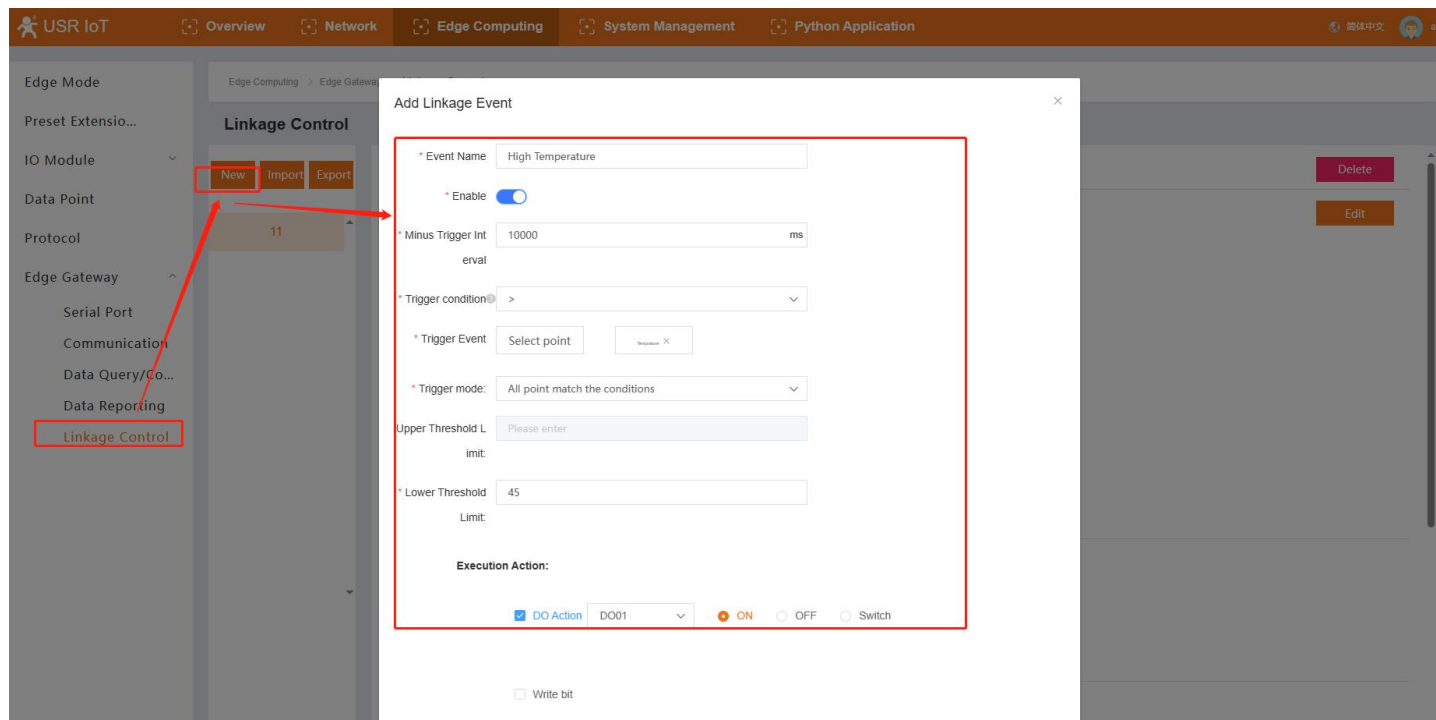 USR IoT
Overview
Network
Edge Computing
System Management
Python Application
简体中文
Edge Mode
Preset Extensio...
IO Module
Data Point
Protocol
Edge Gateway
Serial Port
Communication
Data Query/Co...
Data Reporting
Linkage Control
Edge Computing > Edge Gateway
Linkage Control
New Import Export
11
Delete
Edit
Add Linkage Event
* Event Name High Temperature
* Enable
* Minus Trigger Int
erval
10000 ms
* Trigger condition >
* Trigger Event Select point Temprature ×
* Trigger mode: All point match the conditions
Upper Threshold L
imit:
Please enter
* Lower Threshold
Limit:
45
Execution Action:
DO Action DO01 ON OFF Switch
Write bit